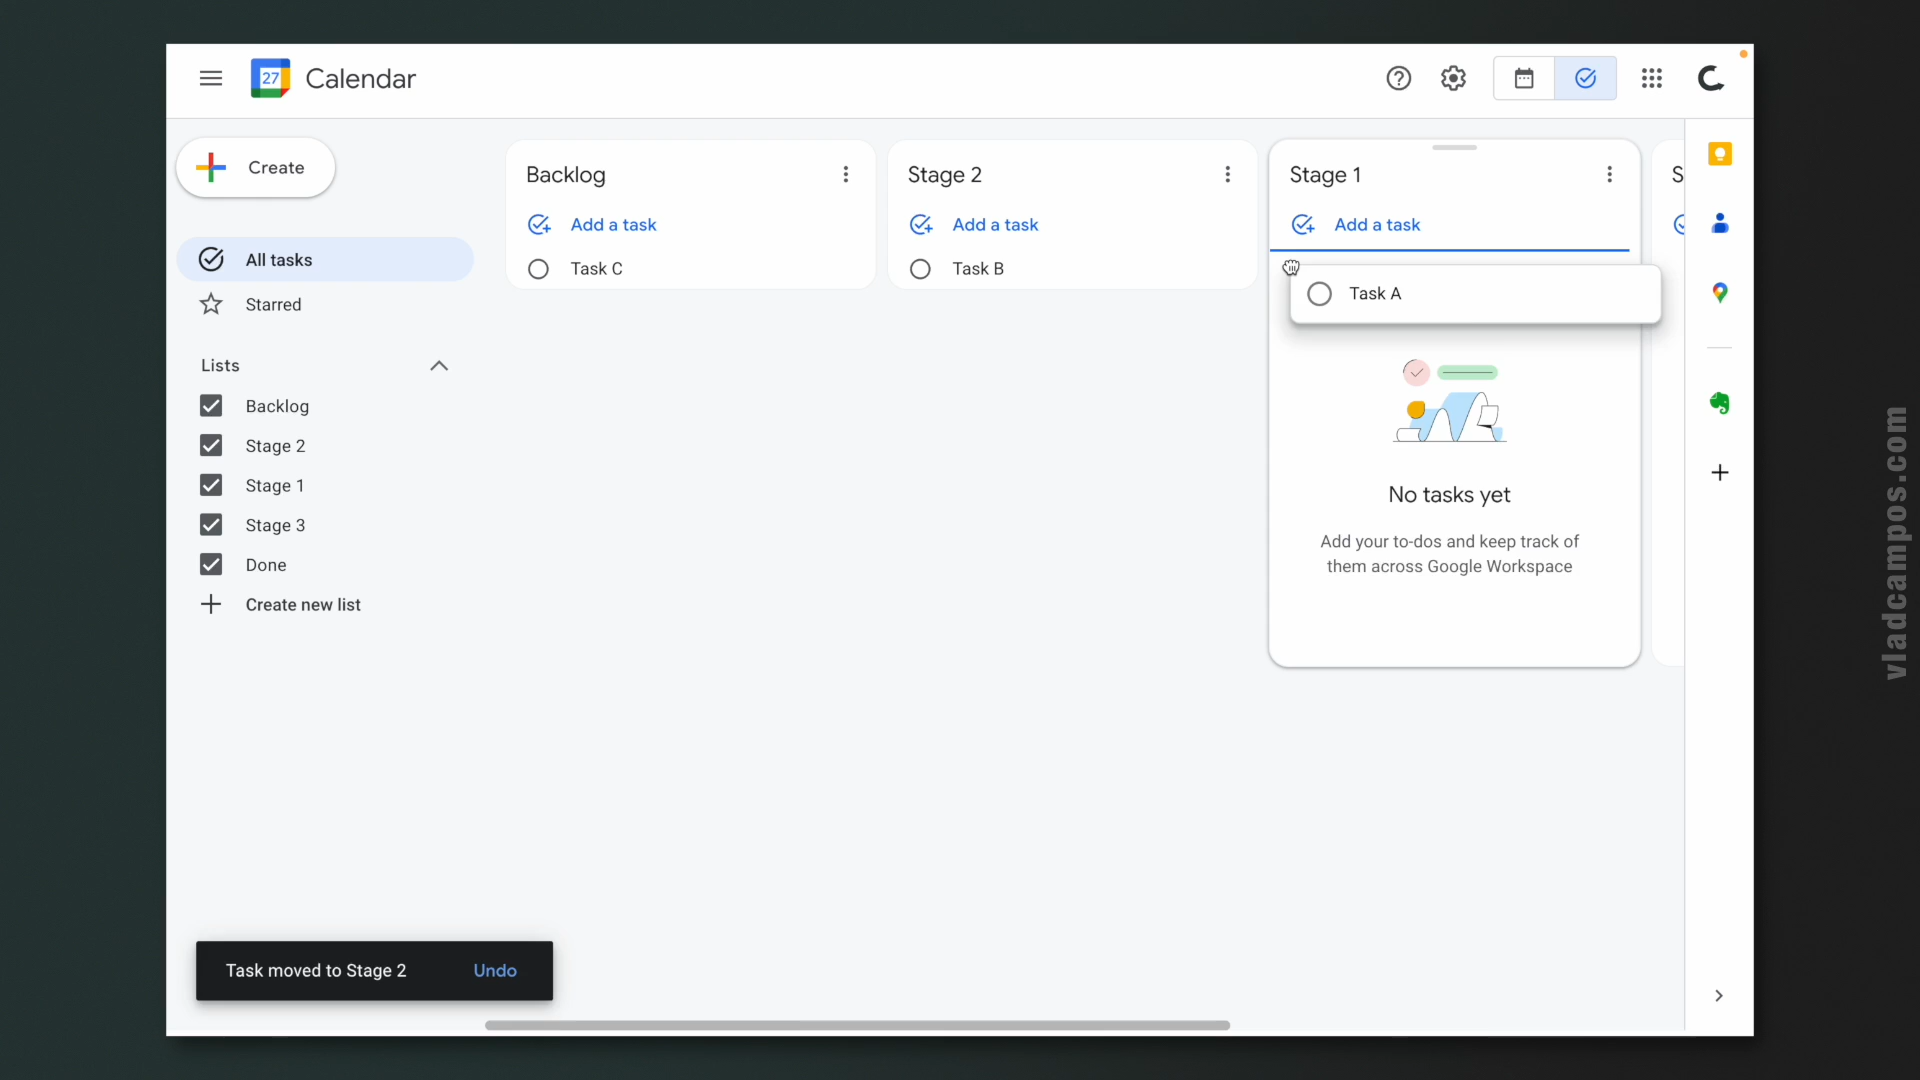 27
Calendar
Create
All tasks
Starred
Lists
Backlog
Stage 2
Stage 1
Stage 3
Done
Create new list
Backlog
Add a task
Task C
Stage 2
Add a task
Task B
Stage 1
Add a task
Task A
No tasks yet
Add your to-dos and keep track of
them across Google Workspace
S
Task moved to Stage 2 Undo
vladcampos.com